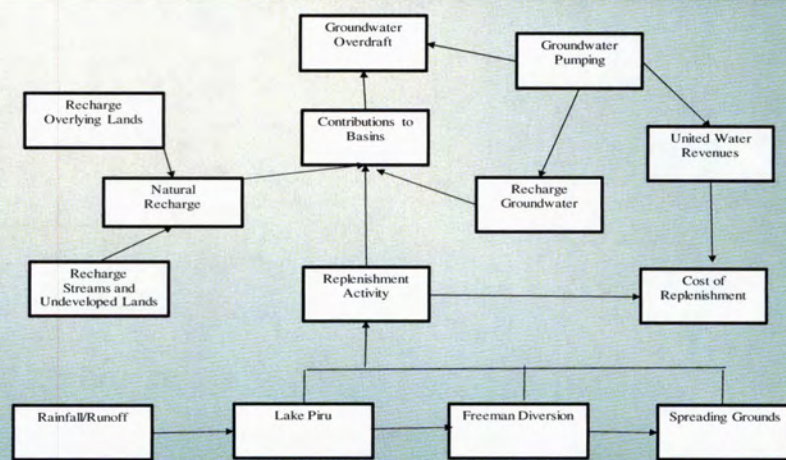 Groundwater
Overdraft
Groundwater
Pumping
Recharge
Overlying Lands
Contributions to
Basins
United Water
Revenues
Natural
Recharge
Recharge
Groundwater
Recharge
Streams and
Undeveloped Lands
Replenishment
Activity
Cost of
Replenishment
Rainfall/Runoff
Lake Piru
Freeman Diversion
Spreading Grounds